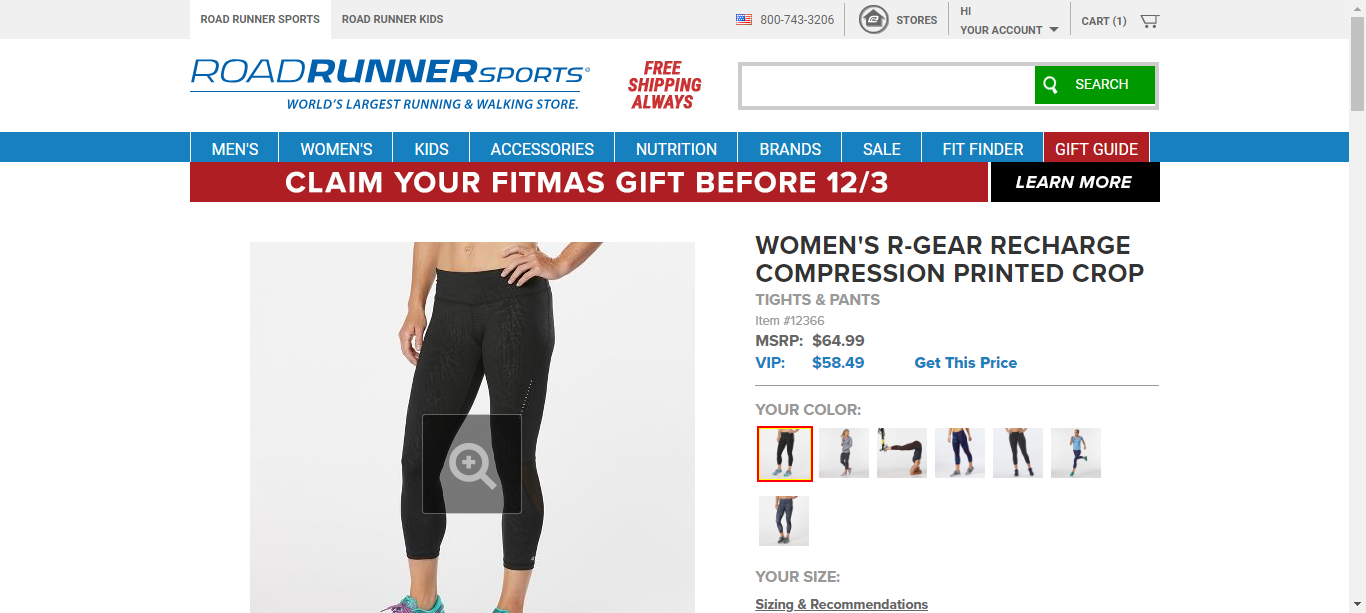 ROAD RUNNER SPORTS
ROAD RUNNER KIDS
800-743-3206
STORES
HI
YOUR ACCOUNT
CART (1)
ROADRUNNERSPORTS®
WORLD'S LARGEST RUNNING & WALKING STORE.
FREE
SHIPPING
ALWAYS
SEARCH
MEN'S
WOMEN'S
KIDS
ACCESSORIES
NUTRITION
BRANDS
SALE
FIT FINDER
GIFT GUIDE
CLAIM YOUR FITMAS GIFT BEFORE 12/3
LEARN MORE
WOMEN'S R-GEAR RECHARGE
COMPRESSION PRINTED CROP
TIGHTS & PANTS
Item #12366
MSRP: $64.99
VIP: $58.49 Get This Price
YOUR COLOR:
YOUR SIZE:
Sizing & Recommendations